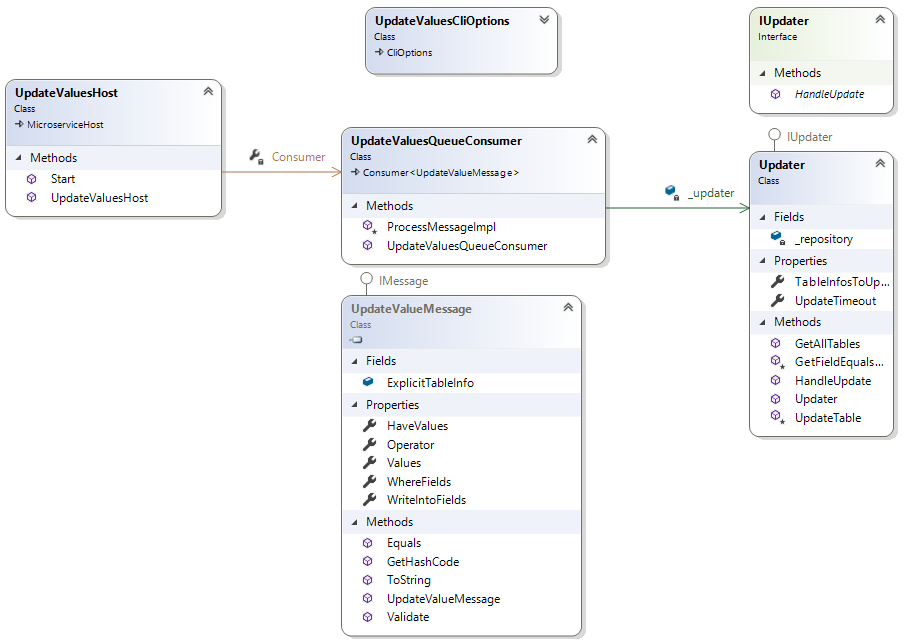 UpdateValuesCliOptions
Class
CliOptions
IUpdater
Interface
Methods
HandleUpdate
UpdateValuesHost
Class
MicroserviceHost
Methods
Start
UpdateValuesHost
Consumer
UpdateValuesQueueConsumer
Class
Consumer<UpdateValueMessage>
Methods
ProcessMessageImpl
UpdateValuesQueueConsumer
_updater
IUpdater
Updater
Class
Fields
_repository
Properties
TableInfosToUp...
UpdateTimeout
Methods
GetAllTables
GetFieldEquals...
HandleUpdate
Updater
UpdateTable
IMessage
UpdateValueMessage
Class
Fields
ExplicitTableInfo
Properties
HaveValues
Operator
Values
WhereFields
WriteIntoFields
Methods
Equals
GetHashCode
ToString
UpdateValueMessage
Validate